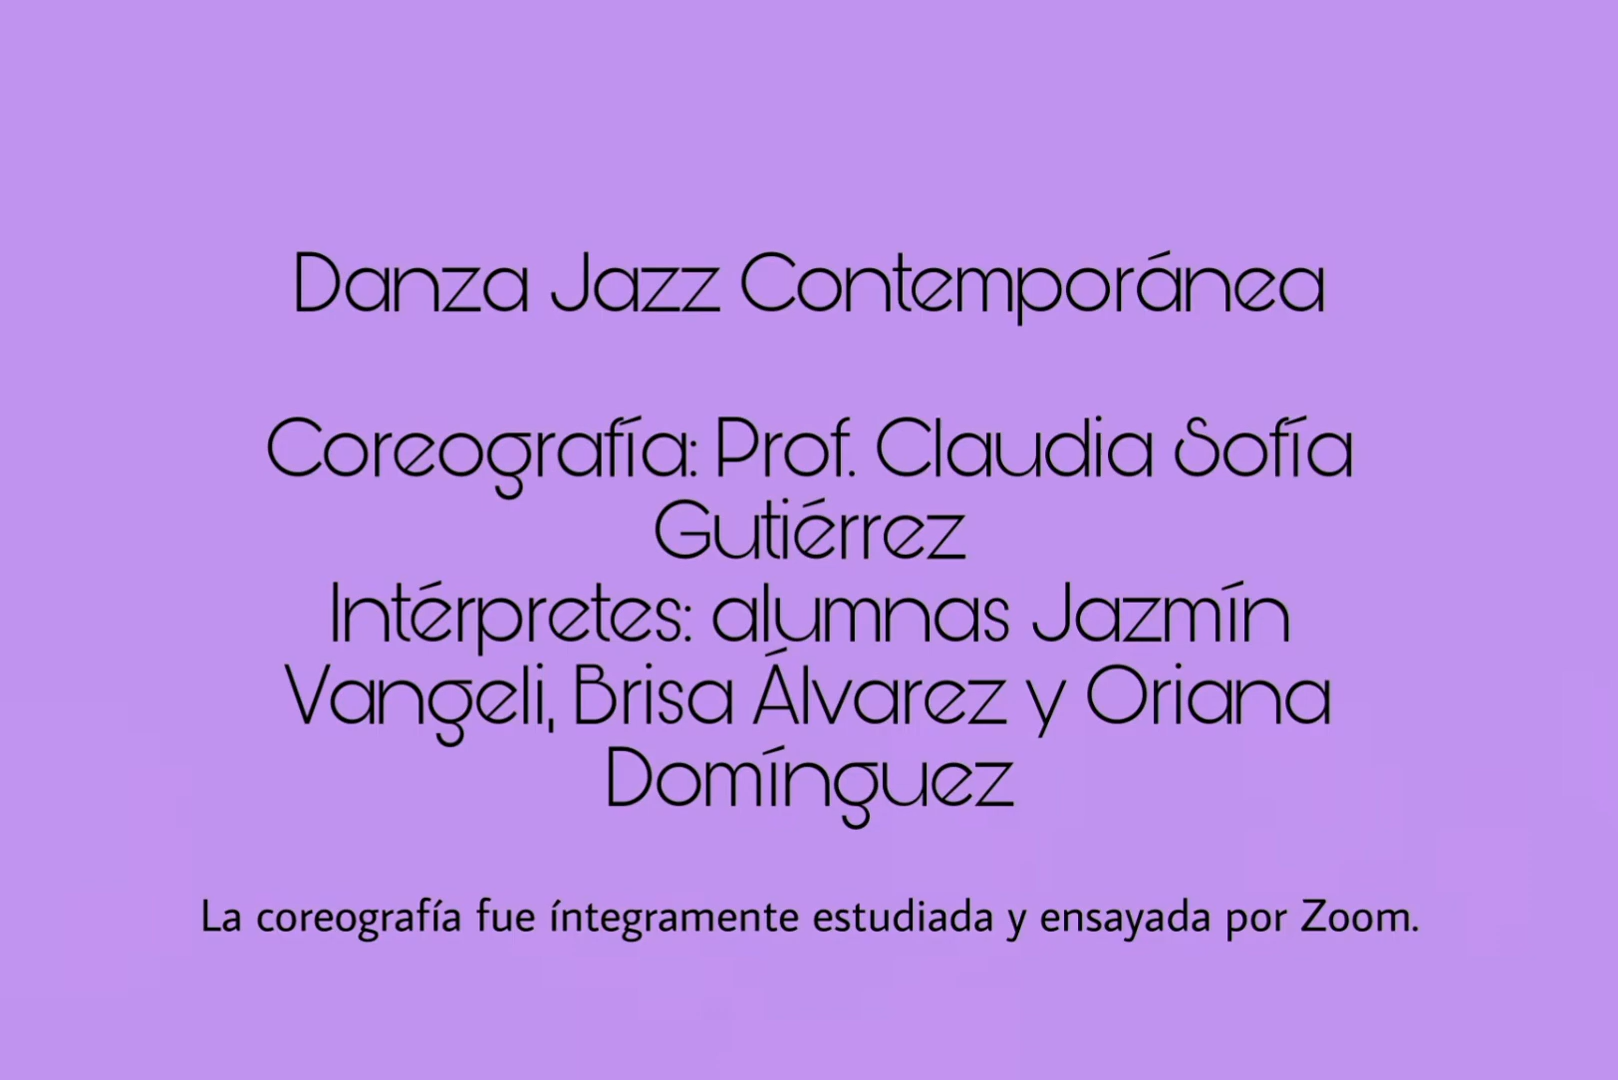 Danza Jazz Contemporánea
Coreografía: Prof. Claudia Sofía
Gutiérrez
Intérpretes: alumnas Jazmín
Vangeli, Brisa Álvarez y Oriana
Domínguez
La coreografía fue íntegramente estudiada y ensayada por Zoom.